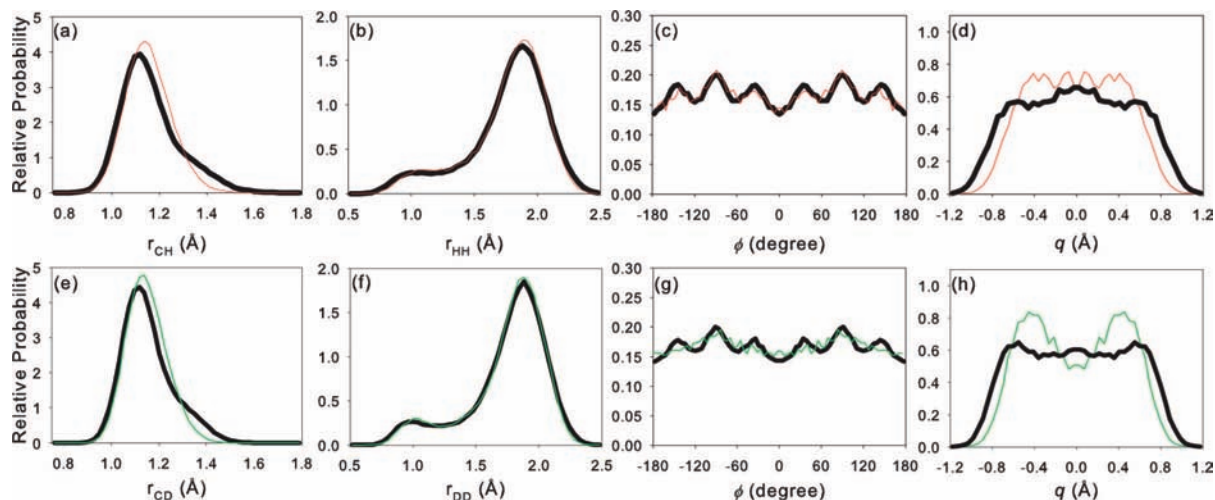 (a)
Relative Probability
5
4
3
2
1
0
0.8 1.0 1.2 1.4 1.6 1.8
r_CH (Å)
(b)
2.0
1.5
1.0
0.5
0.0
0.5 1.0 1.5 2.0 2.5
r_HH (Å)
(c)
0.30
0.25
0.20
0.15
0.10
0.05
0.00
-180 -120 -60 0 60 120 180
ϕ (degree)
(d)
1.0
0.8
0.6
0.4
0.2
0.0
-1.2 -0.8 -0.4 0.0 0.4 0.8 1.2
q (Å)
(e)
Relative Probability
5
4
3
2
1
0
0.8 1.0 1.2 1.4 1.6 1.8
r_CD (Å)
(f)
2.0
1.5
1.0
0.5
0.0
0.5 1.0 1.5 2.0 2.5
r_DD (Å)
(g)
0.30
0.25
0.20
0.15
0.10
0.05
0.00
-180 -120 -60 0 60 120 180
ϕ (degree)
(h)
1.0
0.8
0.6
0.4
0.2
0.0
-1.2 -0.8 -0.4 0.0 0.4 0.8 1.2
q (Å)